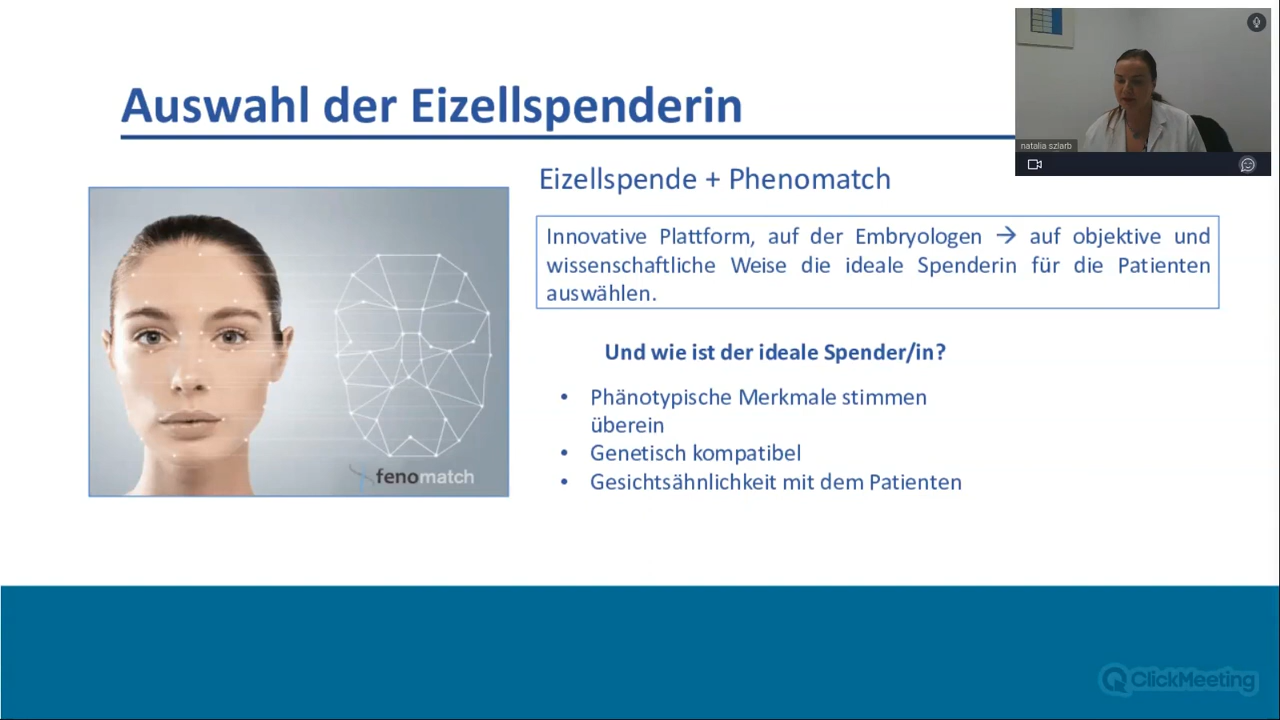 Auswahl der Eizellspenderin
natalia szlarb
Eizellspende + Phenomatch
Innovative Plattform, auf der Embryologen → auf objektive und
wissenschaftliche Weise die ideale Spenderin für die Patienten
auswählen.
Und wie ist der ideale Spender/in?
• Phänotypische Merkmale stimmen
überein
• Genetisch kompatibel
• Gesichtsähnlichkeit mit dem Patienten
fenomatch
ClickMeeting